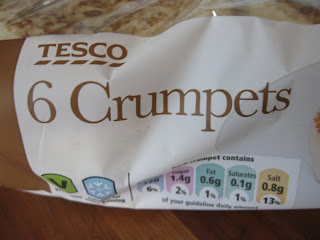 TESCO
6 Crumpets
crumpet contains
Sugar Fat Saturates Salt
1.4g 0.6g 0.1g 0.8g
6% 2% 1% 1% 13%
of your guideline daily amount